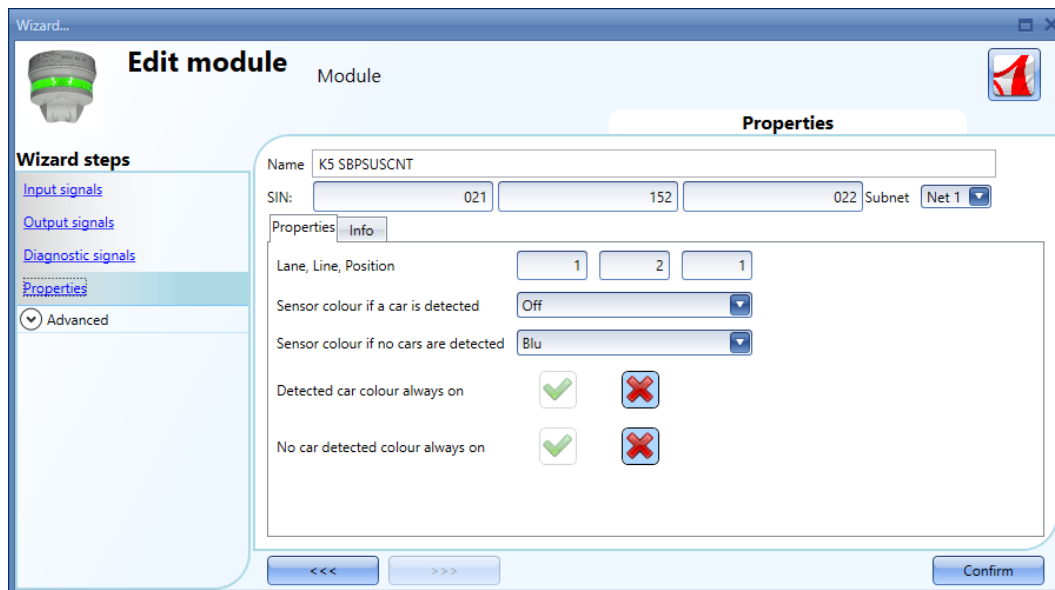 Wizard...
Edit module
Module
Properties
Wizard steps
Input signals
Output signals
Diagnostic signals
Properties
Advanced
Name K5 SBPSUSCNT
SIN: 021 152 022 Subnet Net 1
Properties Info
Lane, Line, Position 1 2 1
Sensor colour if a car is detected Off
Sensor colour if no cars are detected Blu
Detected car colour always on
No car detected colour always on
<<< >>> Confirm